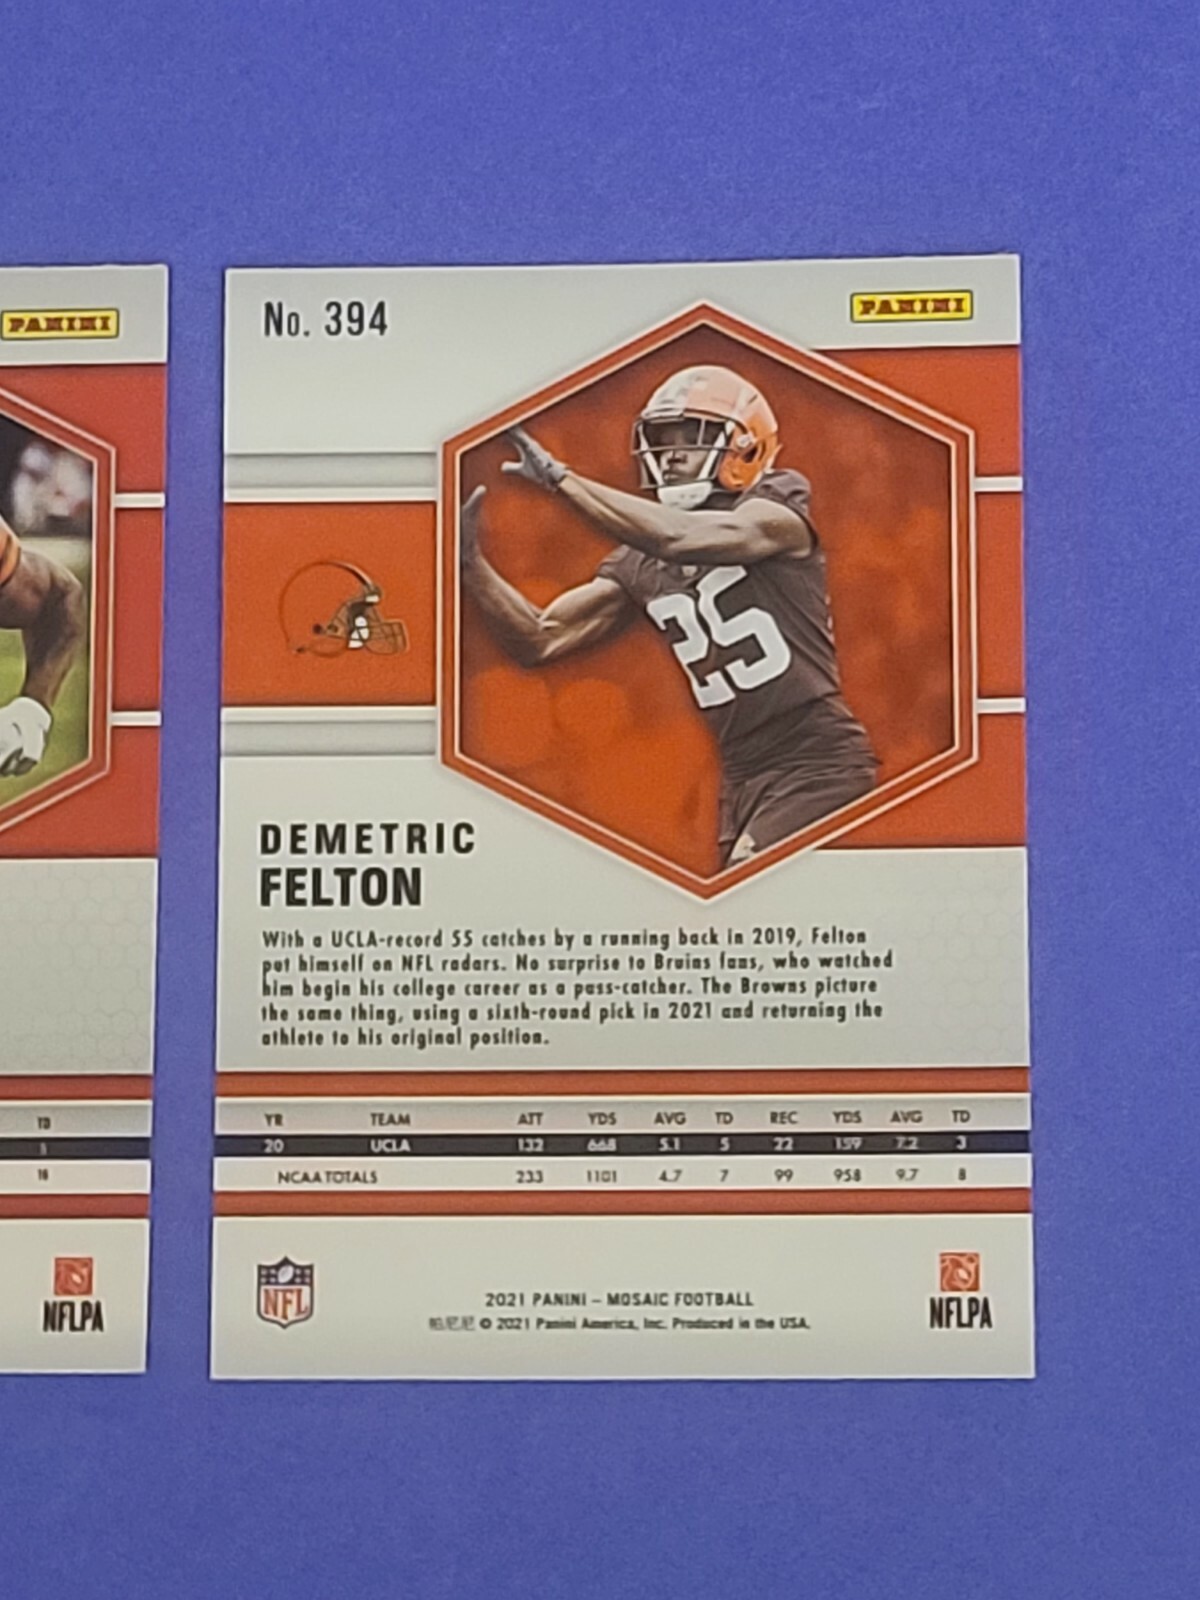 PANINI
No. 394
PANINI
25
DEMETRIC
FELTON
With a UCLA-record 55 catches by a running back in 2019, Felton
put himself on NFL radars. No surprise to Bruins fans, who watched
him begin his college career as a pass-catcher. The Browns picture
the same thing, using a sixth-round pick in 2021 and returning the
athlete to his original position.
TD
1
YR TEAM ATT YDS AVG TD REC YDS AVG TD
20 UCLA 132 668 5.1 5 22 159 7.2 3
NCAA TOTALS 233 1101 4.7 7 99 958 9.7 8
NFLPA
NFL
2021 PANINI – MOSAIC FOOTBALL
帕尼尼 © 2021 Panini America, Inc. Produced in the USA.
NFLPA